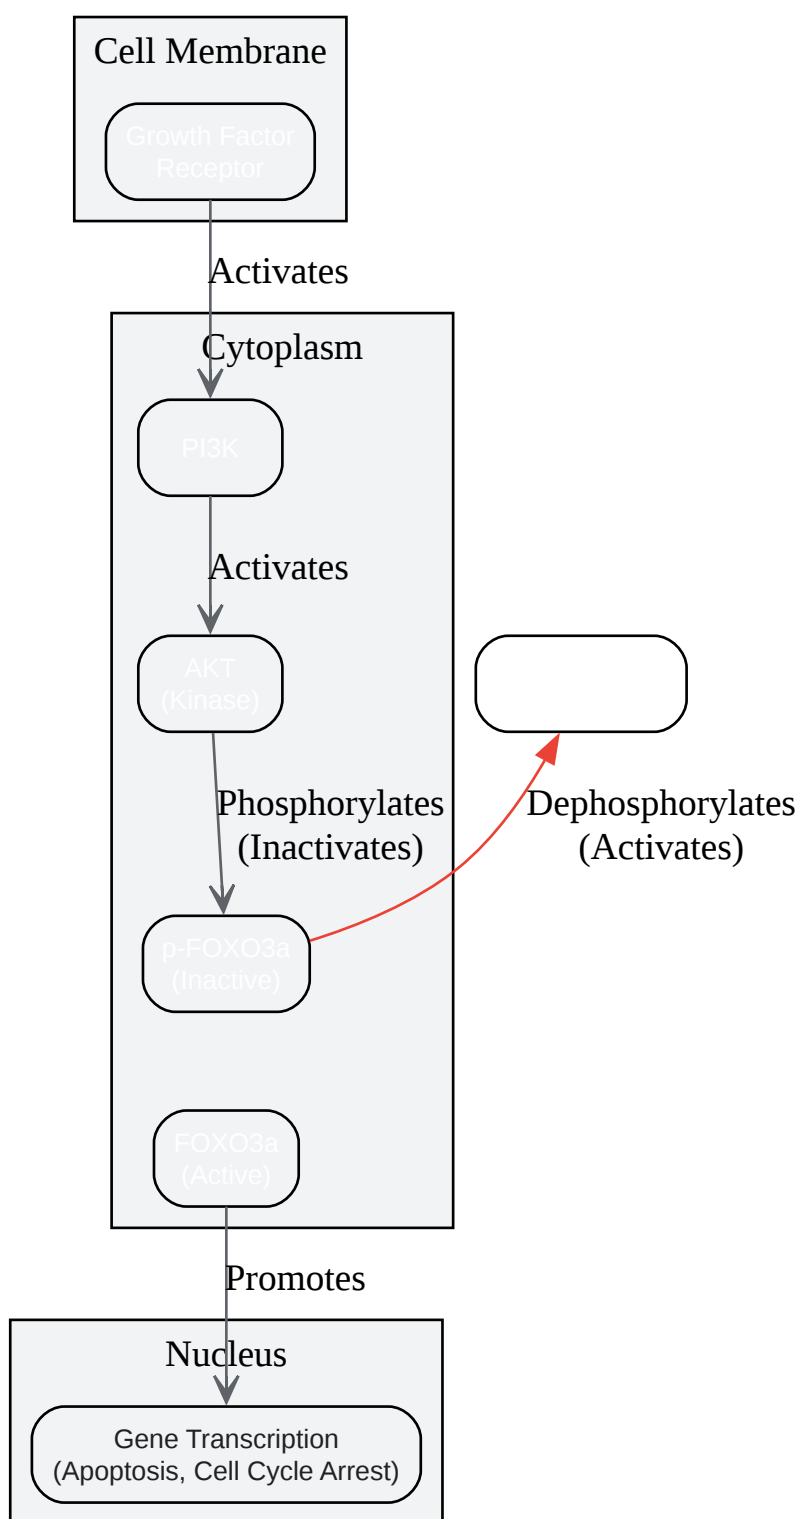 Cell Membrane
Growth Factor
Receptor
Activates
Cytoplasm
PI3K
Activates
AKT
(Kinase)
Phosphorylates
(Inactivates)
Dephosphorylates
(Activates)
p-FOXO3a
(Inactive)
FOXO3a
(Active)
Promotes
Nucleus
Gene Transcription
(Apoptosis, Cell Cycle Arrest)